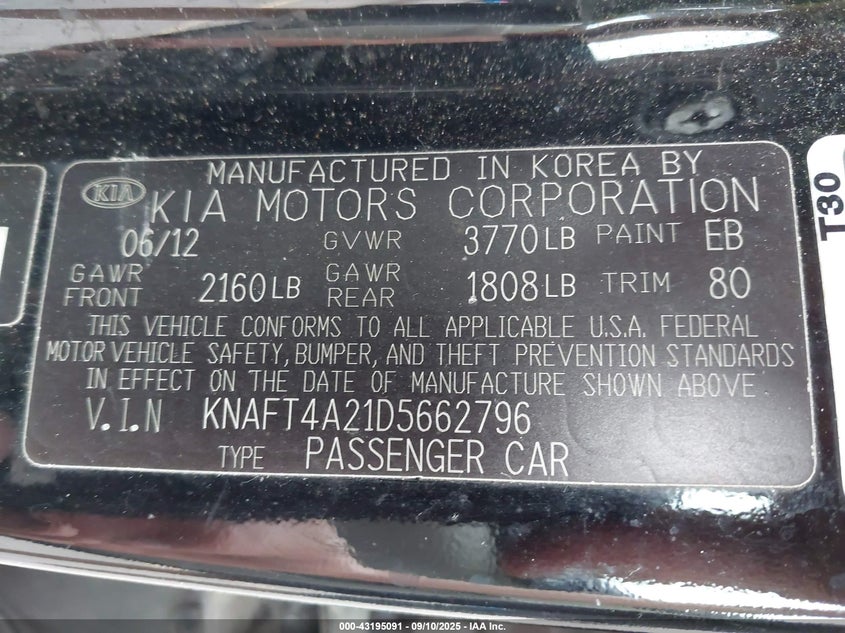 MANUFACTURED IN KOREA BY
KIA KIA MOTORS CORPORATION
06/12 GVWR 3770LB PAINT EB
GAWR FRONT 2160LB GAWR REAR 1808LB TRIM 80
THIS VEHICLE CONFORMS TO ALL APPLICABLE U.S.A. FEDERAL
MOTOR VEHICLE SAFETY, BUMPER, AND THEFT PREVENTION STANDARDS
IN EFFECT ON THE DATE OF MANUFACTURE SHOWN ABOVE
V.I.N KNAFT4A21D5662796
TYPE PASSENGER CAR
T30
000-43195091 - 09/10/2025 - IAA Inc.